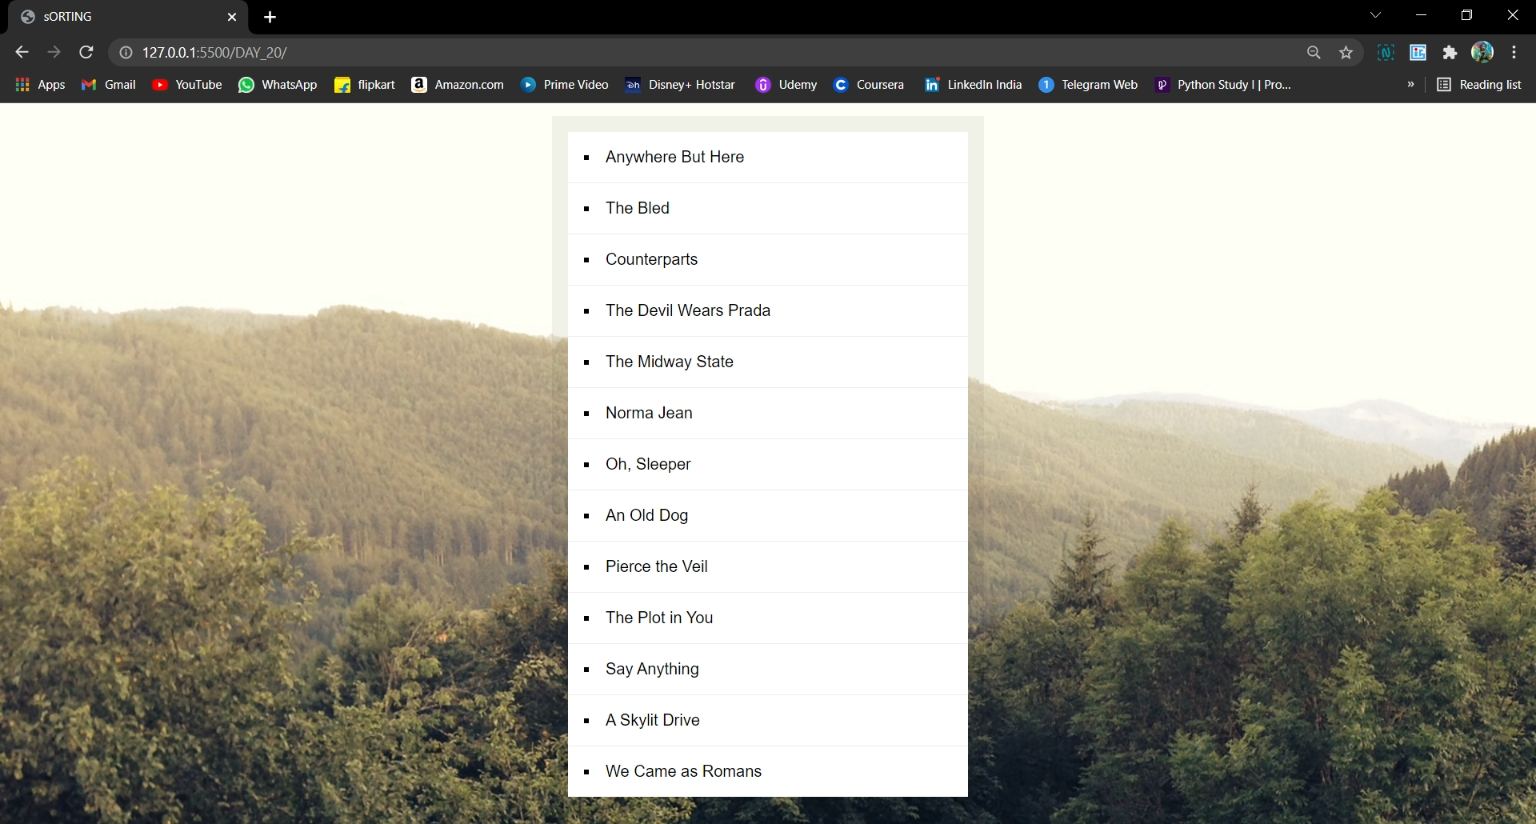 sORTING
127.0.0.1:5500/DAY_20/
Apps Gmail YouTube WhatsApp flipkart Amazon.com Prime Video Disney+ Hotstar Udemy Coursera LinkedIn India Telegram Web Python Study I | Pro... » Reading list
Anywhere But Here
The Bled
Counterparts
The Devil Wears Prada
The Midway State
Norma Jean
Oh, Sleeper
An Old Dog
Pierce the Veil
The Plot in You
Say Anything
A Skylit Drive
We Came as Romans